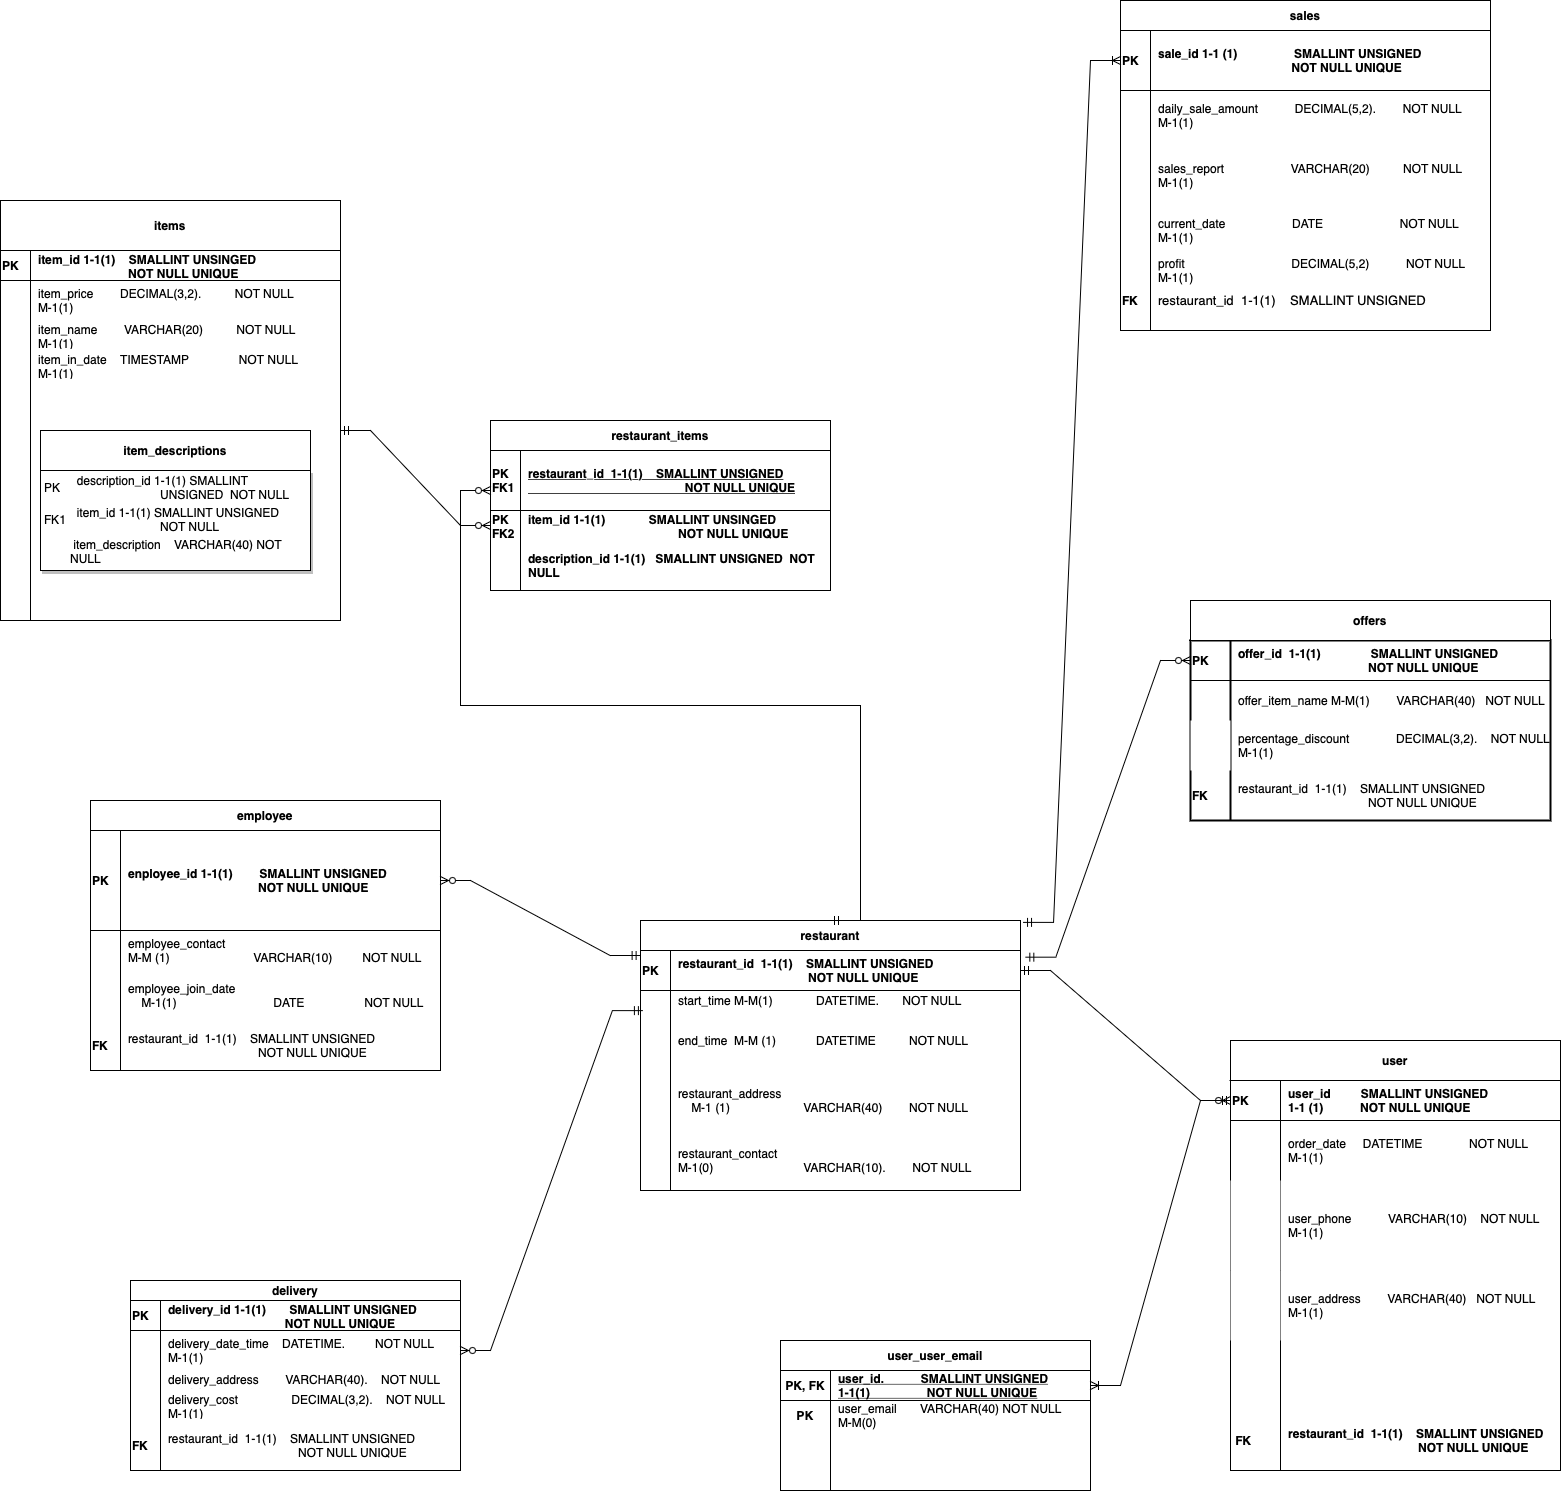 sales
PK sale_id 1-1 (1) SMALLINT UNSIGNED
NOT NULL UNIQUE
daily_sale_amount DECIMAL(5,2). NOT NULL
M-1(1)
sales_report VARCHAR(20) NOT NULL
M-1(1)
current_date DATE NOT NULL
M-1(1)
profit DECIMAL(5,2) NOT NULL
M-1(1)
FK restaurant_id 1-1(1) SMALLINT UNSIGNED
items
PK item_id 1-1(1) SMALLINT UNSINGED
NOT NULL UNIQUE
item_price DECIMAL(3,2). NOT NULL
M-1(1)
item_name VARCHAR(20) NOT NULL
M-1(1)
item_in_date TIMESTAMP NOT NULL
M-1(1)
item_descriptions
PK description_id 1-1(1) SMALLINT
UNSIGNED NOT NULL
FK1 item_id 1-1(1) SMALLINT UNSIGNED
NOT NULL
item_description VARCHAR(40) NOT
NULL
restaurant_items
PK restaurant_id 1-1(1) SMALLINT UNSIGNED
FK1 NOT NULL UNIQUE
PK item_id 1-1(1) SMALLINT UNSINGED
FK2 NOT NULL UNIQUE
description_id 1-1(1) SMALLINT UNSIGNED NOT
NULL
offers
PK offer_id 1-1(1) SMALLINT UNSIGNED
NOT NULL UNIQUE
offer_item_name M-M(1) VARCHAR(40) NOT NULL
percentage_discount DECIMAL(3,2). NOT NULL
M-1(1)
FK restaurant_id 1-1(1) SMALLINT UNSIGNED
NOT NULL UNIQUE
employee
PK enployee_id 1-1(1) SMALLINT UNSIGNED
NOT NULL UNIQUE
employee_contact
M-M (1) VARCHAR(10) NOT NULL
employee_join_date
M-1(1) DATE NOT NULL
FK restaurant_id 1-1(1) SMALLINT UNSIGNED
NOT NULL UNIQUE
restaurant
PK restaurant_id 1-1(1) SMALLINT UNSIGNED
NOT NULL UNIQUE
start_time M-M(1) DATETIME. NOT NULL
end_time M-M (1) DATETIME NOT NULL
restaurant_address
M-1 (1) VARCHAR(40) NOT NULL
restaurant_contact
M-1(0) VARCHAR(10). NOT NULL
user
PK user_id SMALLINT UNSIGNED
1-1 (1) NOT NULL UNIQUE
order_date DATETIME NOT NULL
M-1(1)
user_phone VARCHAR(10) NOT NULL
M-1(1)
user_address VARCHAR(40) NOT NULL
M-1(1)
FK restaurant_id 1-1(1) SMALLINT UNSIGNED
NOT NULL UNIQUE
delivery
PK delivery_id 1-1(1) SMALLINT UNSIGNED
NOT NULL UNIQUE
delivery_date_time DATETIME. NOT NULL
M-1(1)
delivery_address VARCHAR(40). NOT NULL
delivery_cost DECIMAL(3,2). NOT NULL
M-1(1)
FK restaurant_id 1-1(1) SMALLINT UNSIGNED
NOT NULL UNIQUE
user_user_email
PK, FK user_id. SMALLINT UNSIGNED
1-1(1) NOT NULL UNIQUE
PK user_email VARCHAR(40) NOT NULL
M-M(0)